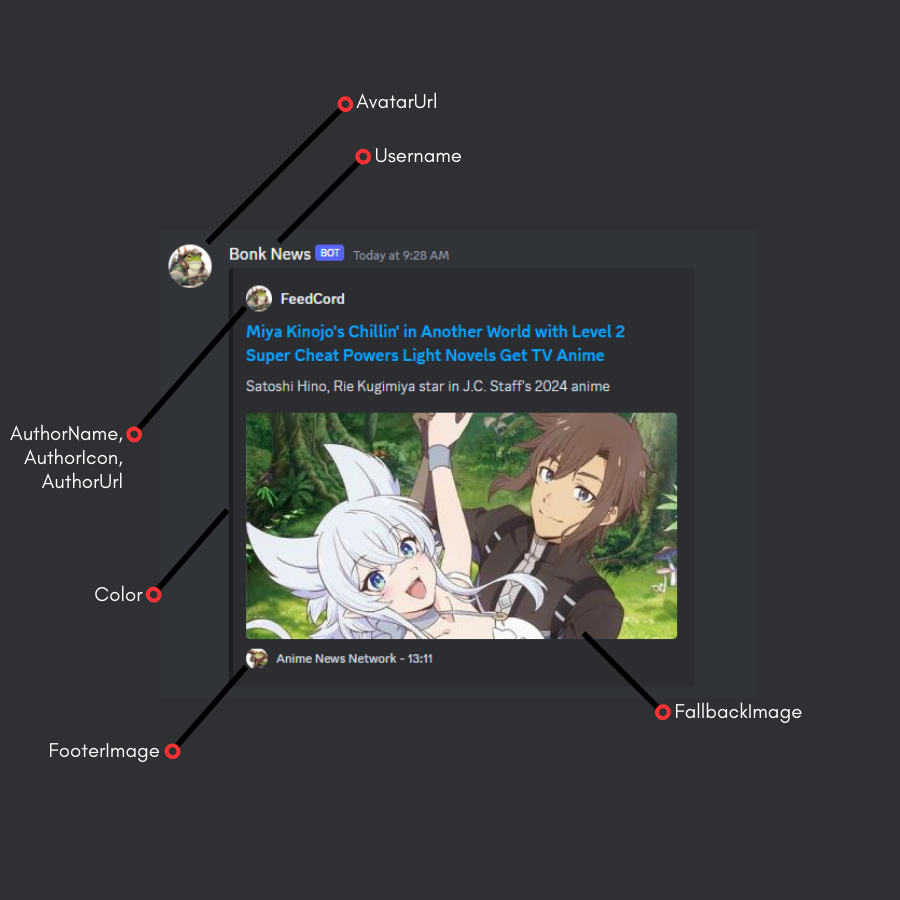 AvatarUrl
Username
Bonk News BOT Today at 9:28 AM
FeedCord
Miya Kinojo's Chillin' in Another World with Level 2
Super Cheat Powers Light Novels Get TV Anime
Satoshi Hino, Rie Kugimiya star in J.C. Staff's 2024 anime
AuthorName,
AuthorIcon,
AuthorUrl
Color
Anime News Network - 13:11
FallbackImage
FooterImage